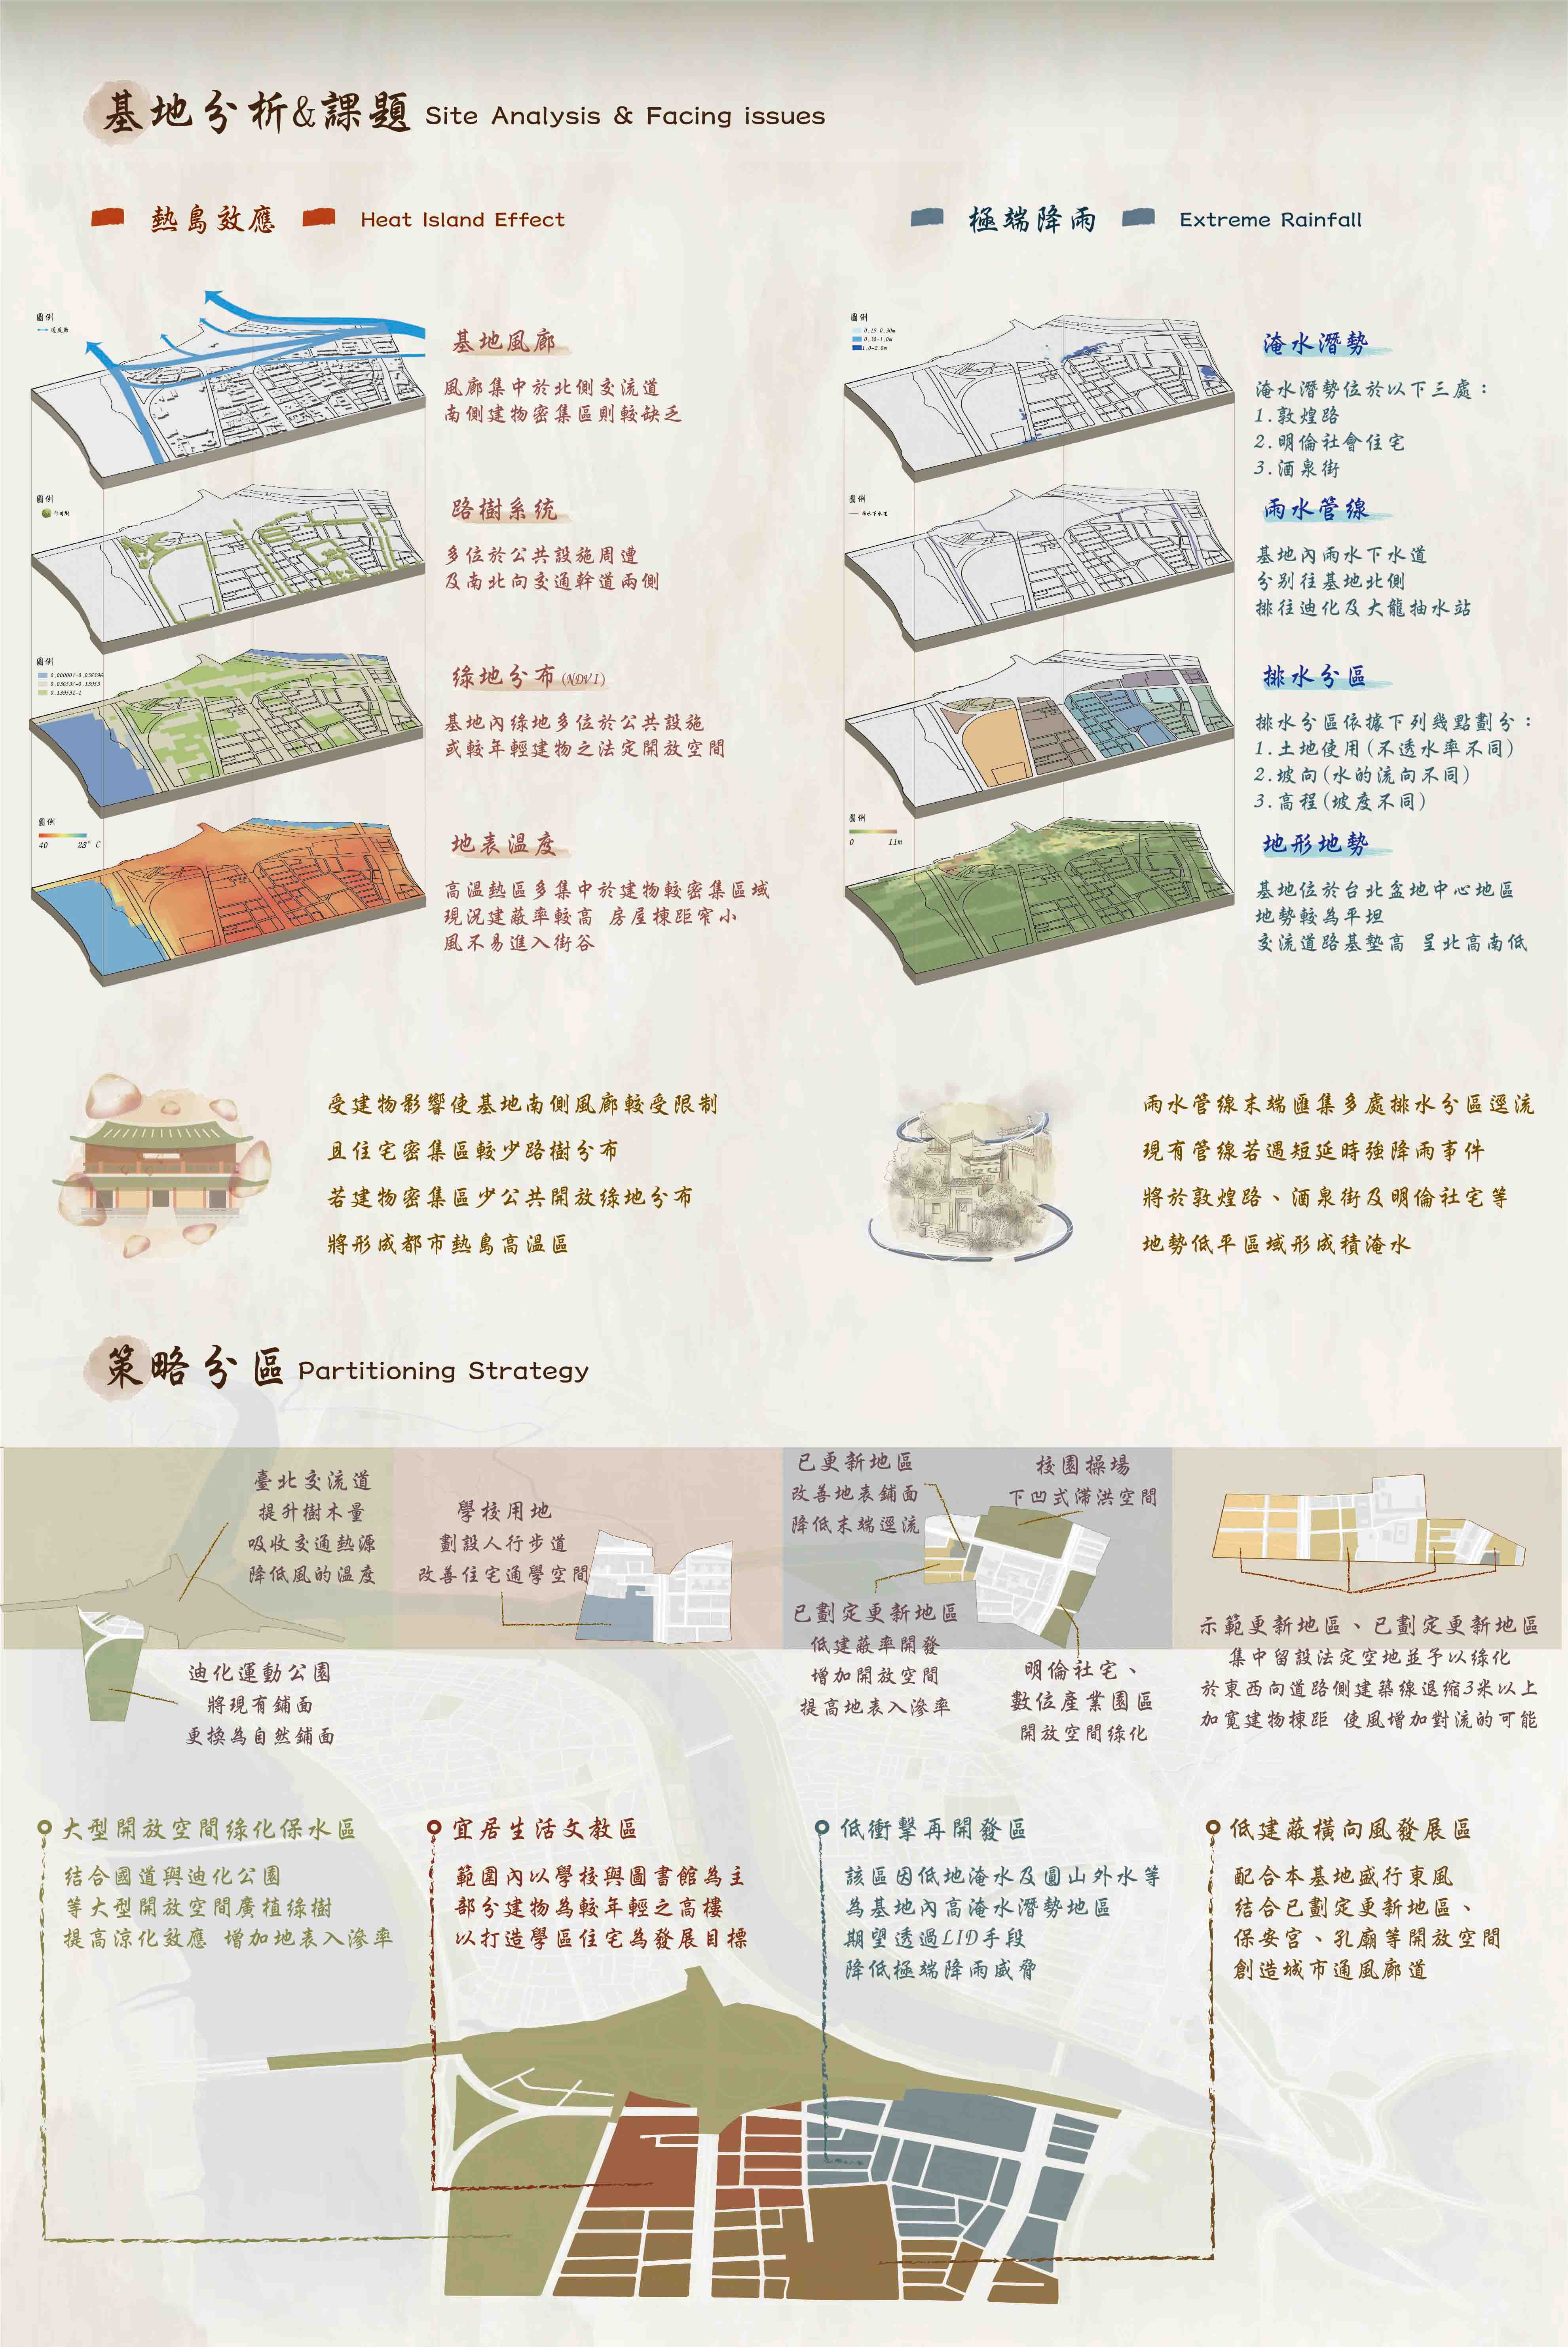 基地分析&課題 Site Analysis & Facing issues
熱島效應 Heat Island Effect
圖例
通風廊
基地風廊
風廊集中於北側交流道
南側建物密集區則較缺乏
圖例
行道樹
路樹系統
多位於公共設施周遭
及南北向交通幹道兩側
圖例
0.000001-0.036596
0.036597-0.139530
0.139531-1
綠地分布(NDVI)
基地內綠地多位於公共設施
或較年輕建物之法定開放空間
圖例
40 28° C
地表溫度
高溫熱區多集中於建物較密集區域
現況建蔽率較高 房屋棟距窄小
風不易進入街谷
極端降雨 Extreme Rainfall
圖例
0.15-0.30m
0.30-1.0m
1.0-2.0m
淹水潛勢
淹水潛勢位於以下三處：
1.敦煌路
2.明倫社會住宅
3.酒泉街
圖例
雨水下水道
雨水管線
基地內雨水下水道
分別往基地北側
排往迪化及大龍抽水站
排水分區
排水分區依據下列幾點劃分：
1.土地使用(不透水率不同)
2.坡向(水的流向不同)
3.高程(坡度不同)
圖例
0 11m
地形地勢
基地位於台北盆地中心地區
地勢較為平坦
交流道路基墊高 呈北高南低
受建物影響使基地南側風廊較受限制
且住宅密集區較少路樹分布
若建物密集區少公共開放綠地分布
將形成都市熱島高溫區
雨水管線末端匯集多處排水分區逕流
現有管線若遇短延時強降雨事件
將於敦煌路、酒泉街及明倫社宅等
地勢低平區域形成積淹水
策略分區 Partitioning Strategy
臺北交流道
提升樹木量
吸收交通熱源
降低風的溫度
迪化運動公園
將現有鋪面
更換為自然鋪面
學校用地
劃設人行步道
改善住宅通學空間
已更新地區
改善地表鋪面
降低末端逕流
校園操場
下凹式滯洪空間
已劃定更新地區
低建蔽率開發
增加開放空間
提高地表入滲率
明倫社宅、
數位產業園區
開放空間綠化
示範更新地區、已劃定更新地區
集中留設法定空地並予以綠化
於東西向道路側建築線退縮3米以上
加寬建物棟距 使風增加對流的可能
大型開放空間綠化保水區
結合國道與迪化公園
等大型開放空間廣植綠樹
提高涼化效應 增加地表入滲率
宜居生活文教區
範圍內以學校與圖書館為主
部分建物為較年輕之高樓
以打造學區住宅為發展目標
低衝擊再開發區
該區因低地淹水及圓山外水等
為基地內高淹水潛勢地區
期望透過LID手段
降低極端降雨威脅
低建蔽橫向風發展區
配合本基地盛行東風
結合已劃定更新地區、
保安宮、孔廟等開放空間
創造城市通風廊道